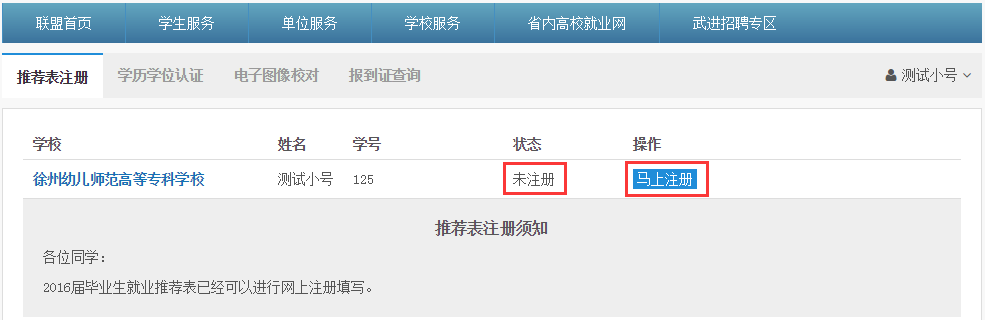 联盟首页 学生服务 单位服务 学校服务 省内高校就业网 武进招聘专区
推荐表注册 学历学位认证 电子图像校对 报到证查询 测试小号
学校 姓名 学号 状态 操作
徐州幼儿师范高等专科学校 测试小号 125 未注册 马上注册
推荐表注册须知
各位同学：
2016届毕业生就业推荐表已经可以进行网上注册填写。